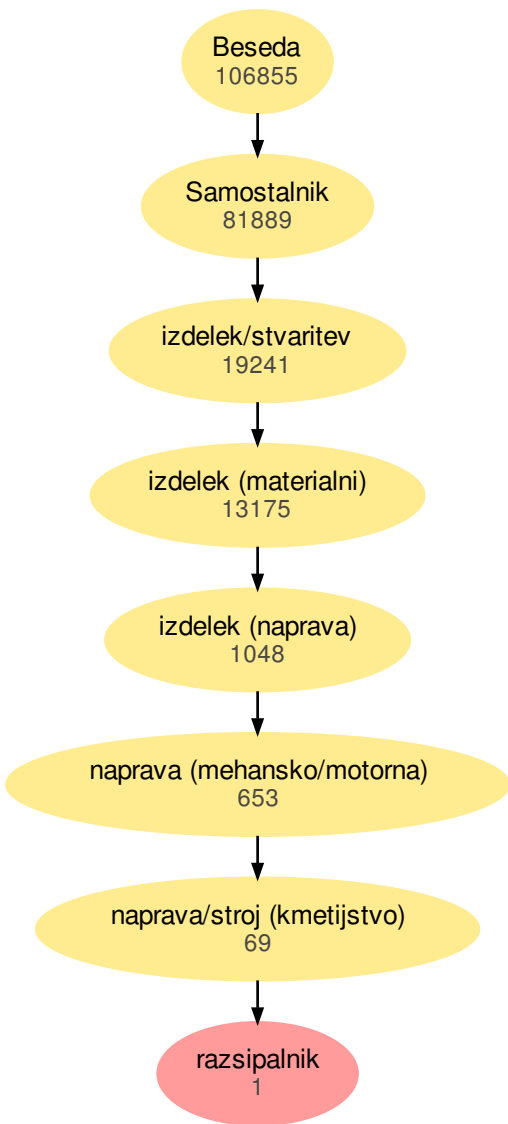 Beseda
106855
Samostalnik
81889
izdelek/stvaritev
19241
izdelek (materialni)
13175
izdelek (naprava)
1048
naprava (mehansko/motorna)
653
naprava/stroj (kmetijstvo)
69
razsipalnik
1